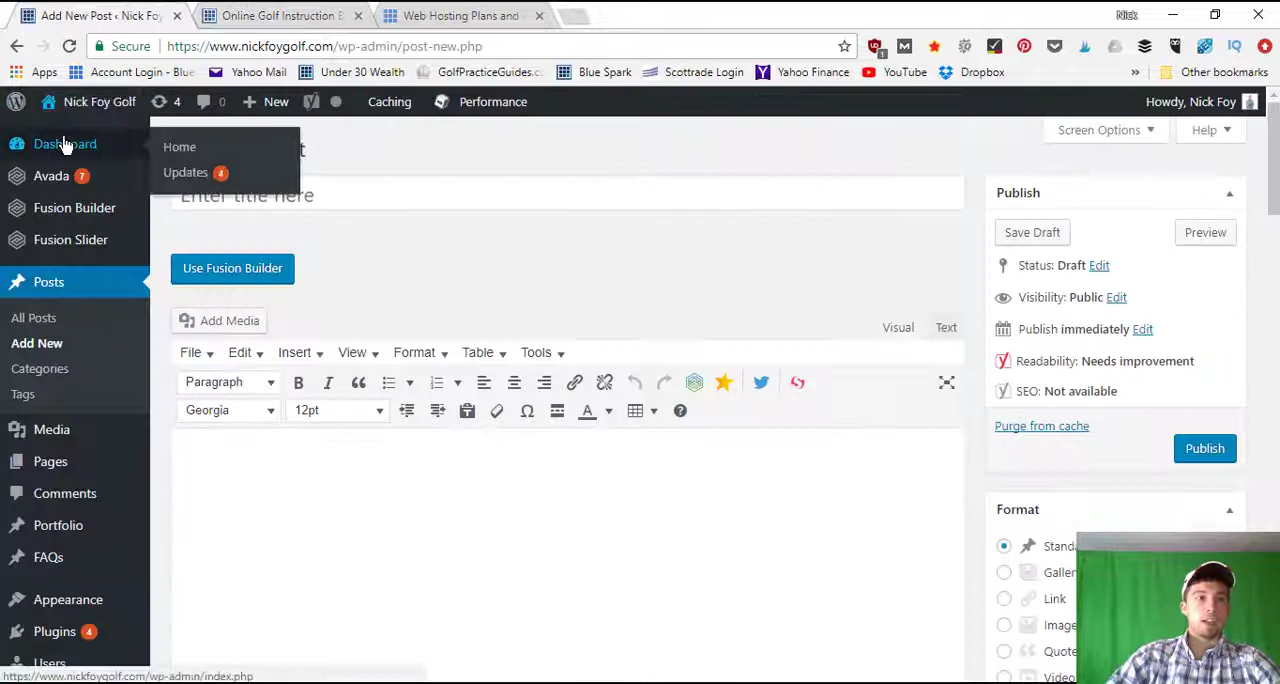 Add New Post ‹ Nick Foy
Online Golf Instruction B
Web Hosting Plans and
Nick
Secure
https://www.nickfoygolf.com/wp-admin/post-new.php
Apps
Account Login - Blue
Yahoo Mail
Under 30 Wealth
GolfPracticeGuides.c
Blue Spark
Scottrade Login
Yahoo Finance
YouTube
Dropbox
»
Other bookmarks
Nick Foy Golf
4
0
New
Caching
Performance
Howdy, Nick Foy
Dashboard
Home
Updates 4
Screen Options
Help
Avada 7
Fusion Builder
Fusion Slider
Posts
All Posts
Add New
Categories
Tags
Media
Pages
Comments
Portfolio
FAQs
Appearance
Plugins 4
Users
Enter title here
Use Fusion Builder
Add Media
Visual
Text
File
Edit
Insert
View
Format
Table
Tools
Paragraph
B
I
Georgia
12pt
A
Publish
Save Draft
Preview
Status: Draft Edit
Visibility: Public Edit
Publish immediately Edit
Readability: Needs improvement
SEO: Not available
Purge from cache
Publish
Format
Standa
Galler
Link
Image
Quote
Video
https://www.nickfoygolf.com/wp-admin/index.php